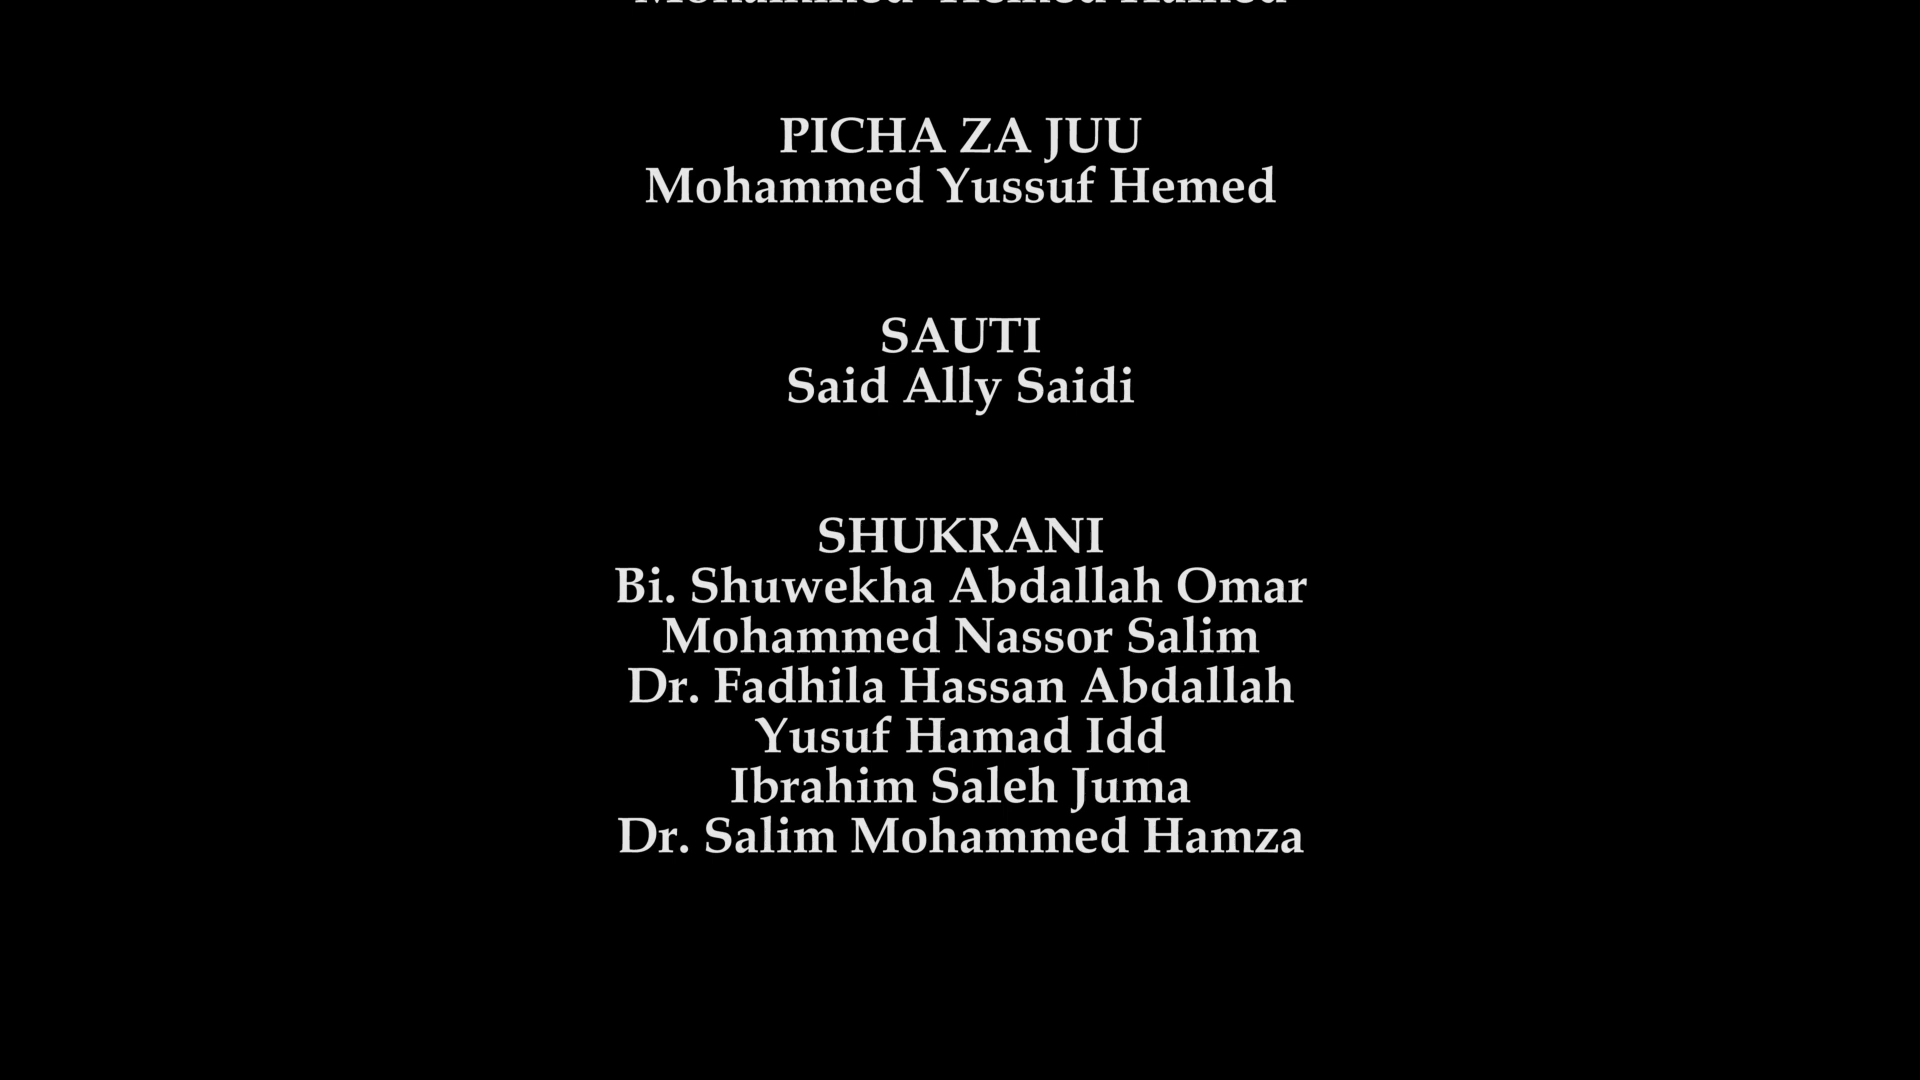 PICHA ZA JUU
Mohammed Yussuf Hemed
SAUTI
Said Ally Saidi
SHUKRANI
Bi. Shuwekha Abdallah Omar
Mohammed Nassor Salim
Dr. Fadhila Hassan Abdallah
Yusuf Hamad Idd
Ibrahim Saleh Juma
Dr. Salim Mohammed Hamza